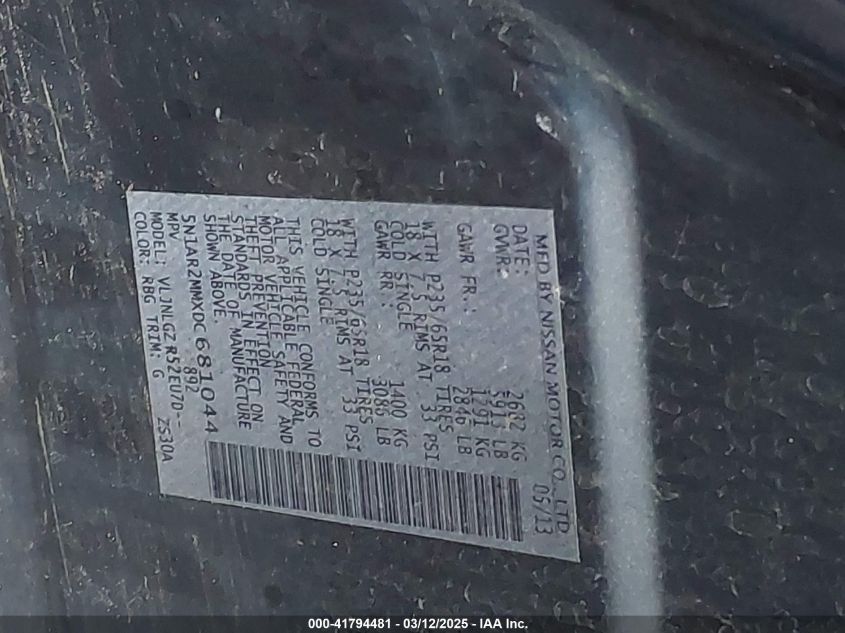 MFD BY NISSAN MOTOR CO., LTD.
DATE: 05/13
GVWR: 2682 KG
5913 LB
GAWR FR.: 1291 KG
2846 LB
WITH P235/65R18 TIRES
18 X 7.5 RIMS AT 33 PSI
COLD SINGLE
GAWR RR : 1400 KG
3086 LB
WITH P235/65R18 TIRES
18 X 7.5 RIMS AT 33 PSI
COLD SINGLE
THIS VEHICLE CONFORMS TO
ALL APPLICABLE FEDERAL
MOTOR VEHICLE SAFETY AND
THEFT PREVENTION
STANDARDS IN EFFECT ON
THE DATE OF MANUFACTURE
SHOWN ABOVE.
5N1AR2MMXDC681044
MPV 892
MODEL: VLJNLGZ R52EU7D--
COLOR: RBG TRIM: G Z530A
000-41794481 - 03/12/2025 - IAA Inc.